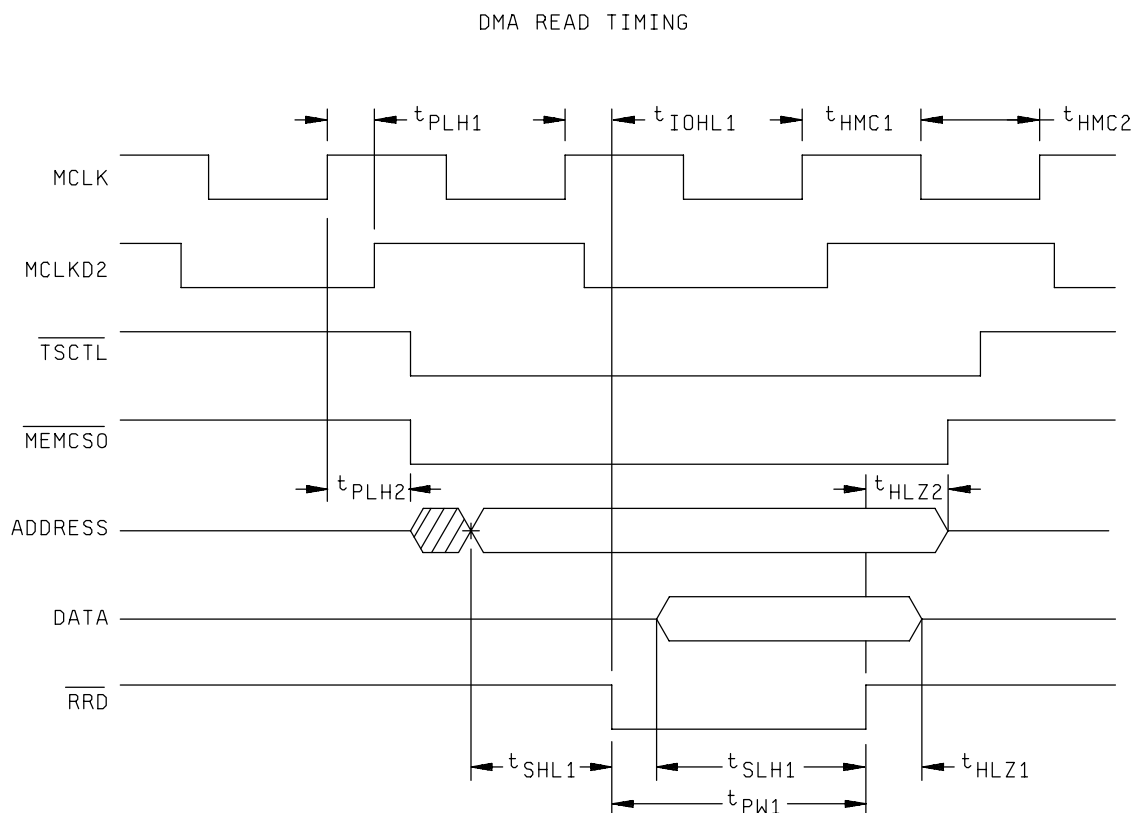 DMA READ TIMING
tPLH1 tIOHL1 tHMC1 tHMC2
MCLK
MCLKD2
TSCTL
MEMCSO
tPLH2 tHLZ2
ADDRESS
DATA
RRD
tSHL1 tSLH1 tHLZ1
tPW1